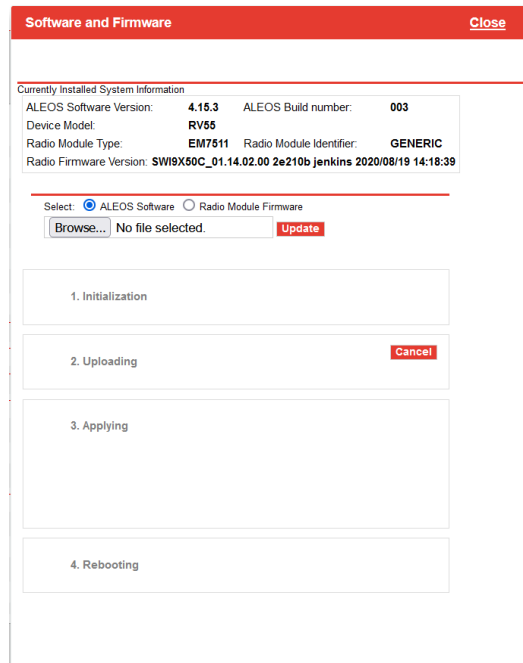 Software and Firmware Close
Currently Installed System Information
ALEOS Software Version: 4.15.3 ALEOS Build number: 003
Device Model: RV55
Radio Module Type: EM7511 Radio Module Identifier: GENERIC
Radio Firmware Version: SWI9X50C_01.14.02.00 2e210b jenkins 2020/08/19 14:18:39
Select: ALEOS Software Radio Module Firmware
Browse... No file selected. Update
1. Initialization
2. Uploading Cancel
3. Applying
4. Rebooting